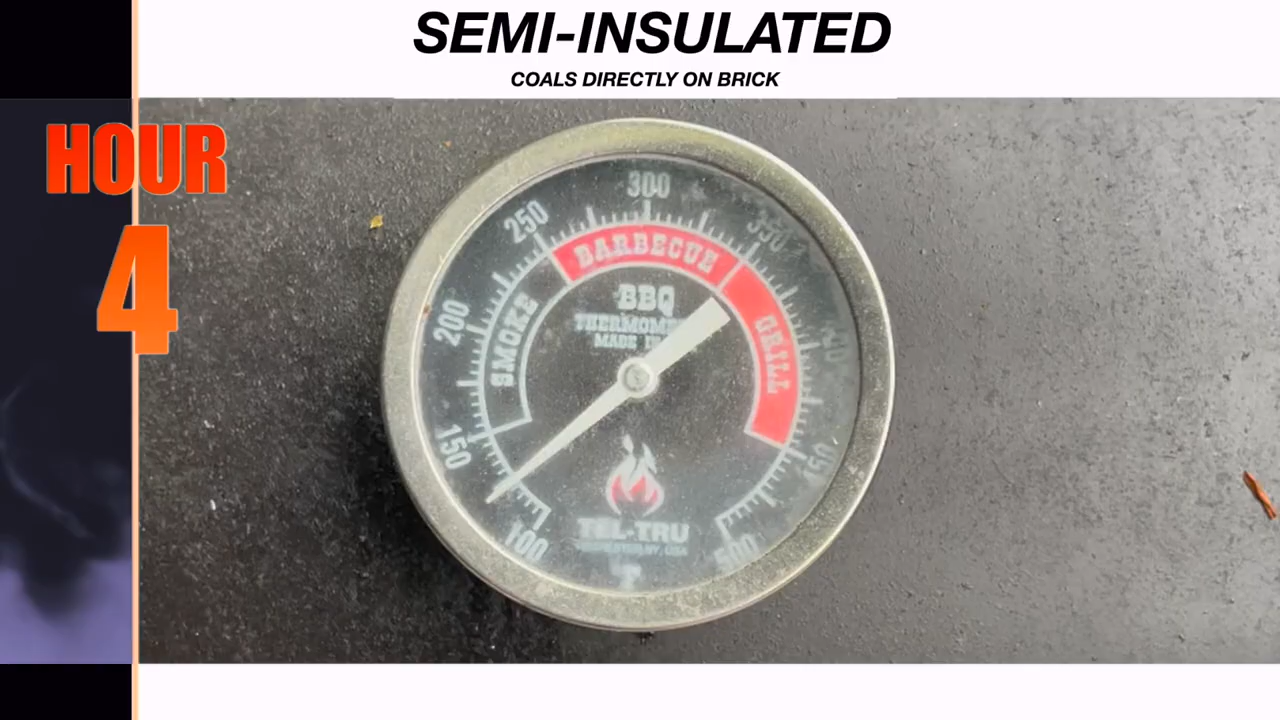 SEMI-INSULATED
COALS DIRECTLY ON BRICK
HOUR
4
300
250
350
BARBECUE
BBQ
200
SMOKE
MADE
GRILL
150
TEL-TRU
100
500